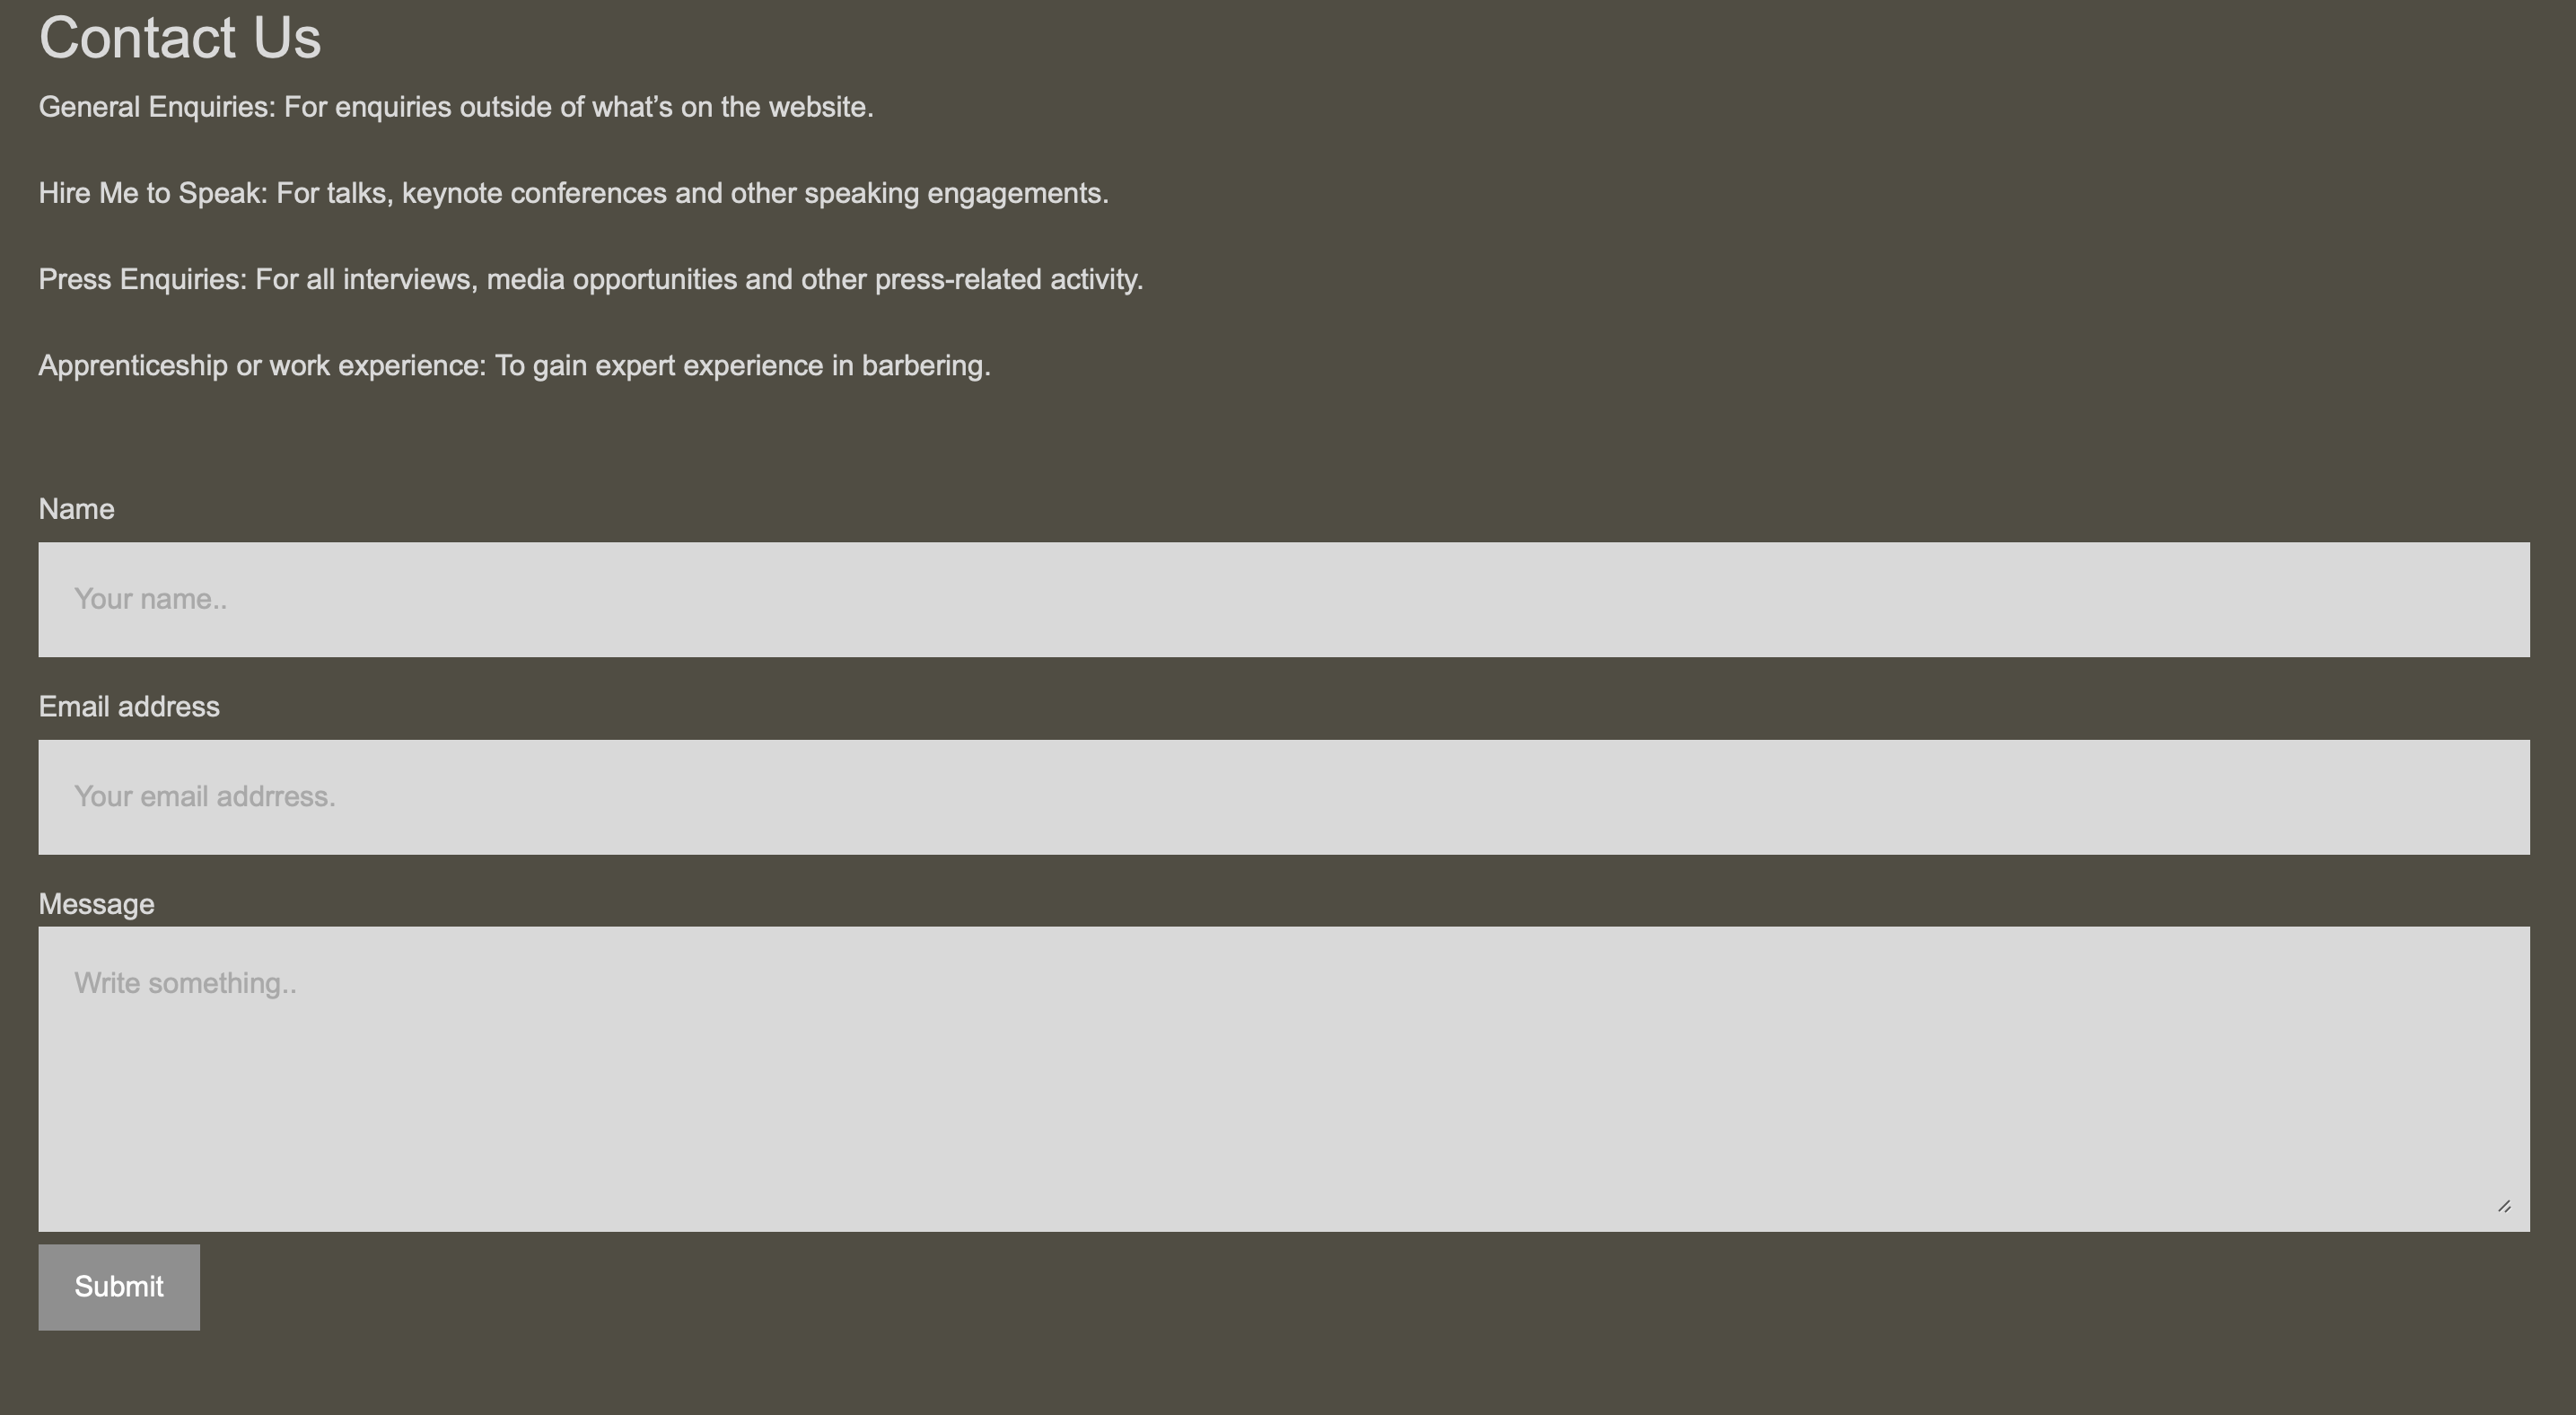 Contact Us
General Enquiries: For enquiries outside of what’s on the website.
Hire Me to Speak: For talks, keynote conferences and other speaking engagements.
Press Enquiries: For all interviews, media opportunities and other press-related activity.
Apprenticeship or work experience: To gain expert experience in barbering.
Name
Your name..
Email address
Your email addrress.
Message
Write something..
Submit